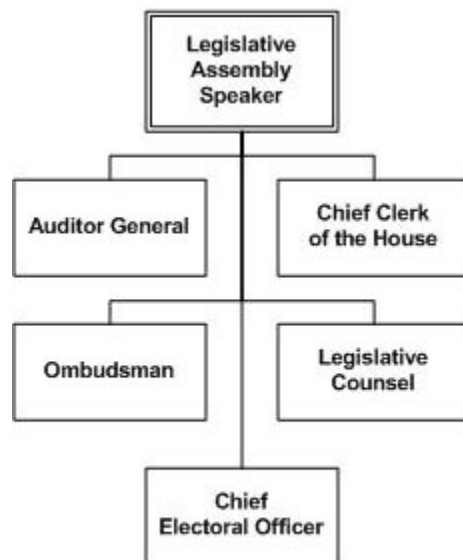 Legislative
Assembly
Speaker
Auditor General
Chief Clerk
of the House
Ombudsman
Legislative
Counsel
Chief
Electoral Officer